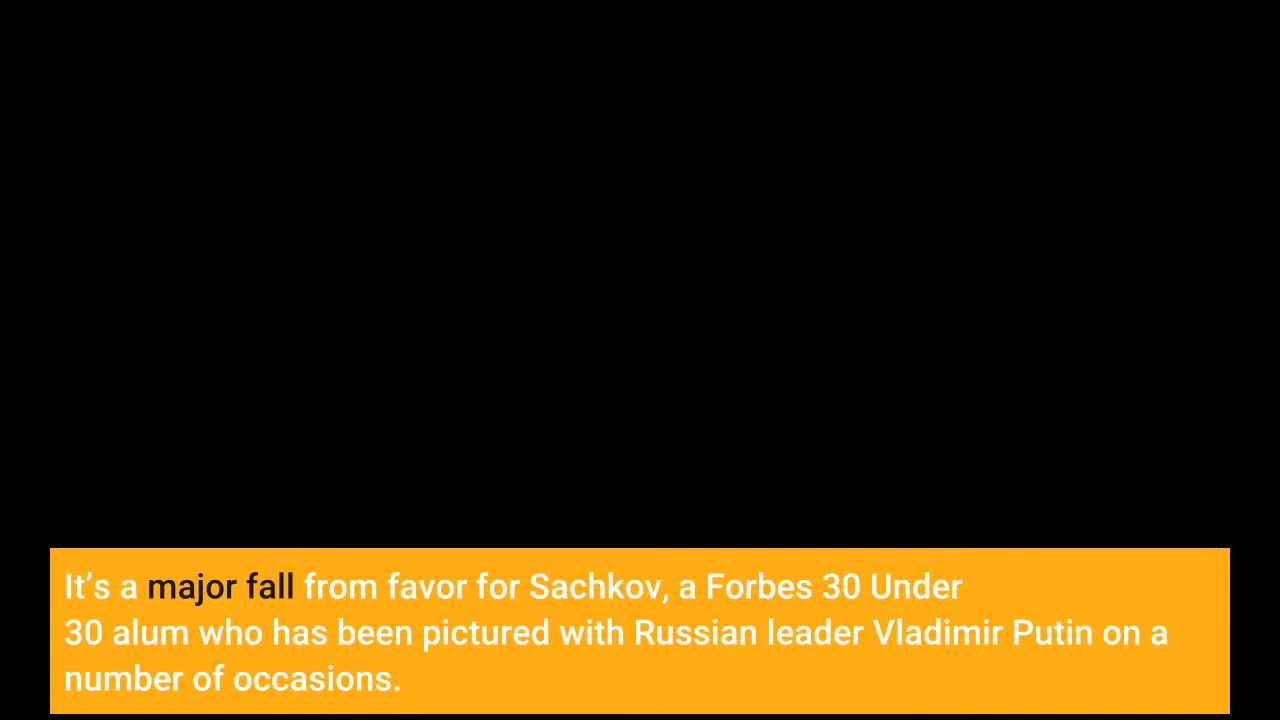 It’s a major fall from favor for Sachkov, a Forbes 30 Under
30 alum who has been pictured with Russian leader Vladimir Putin on a
number of occasions.